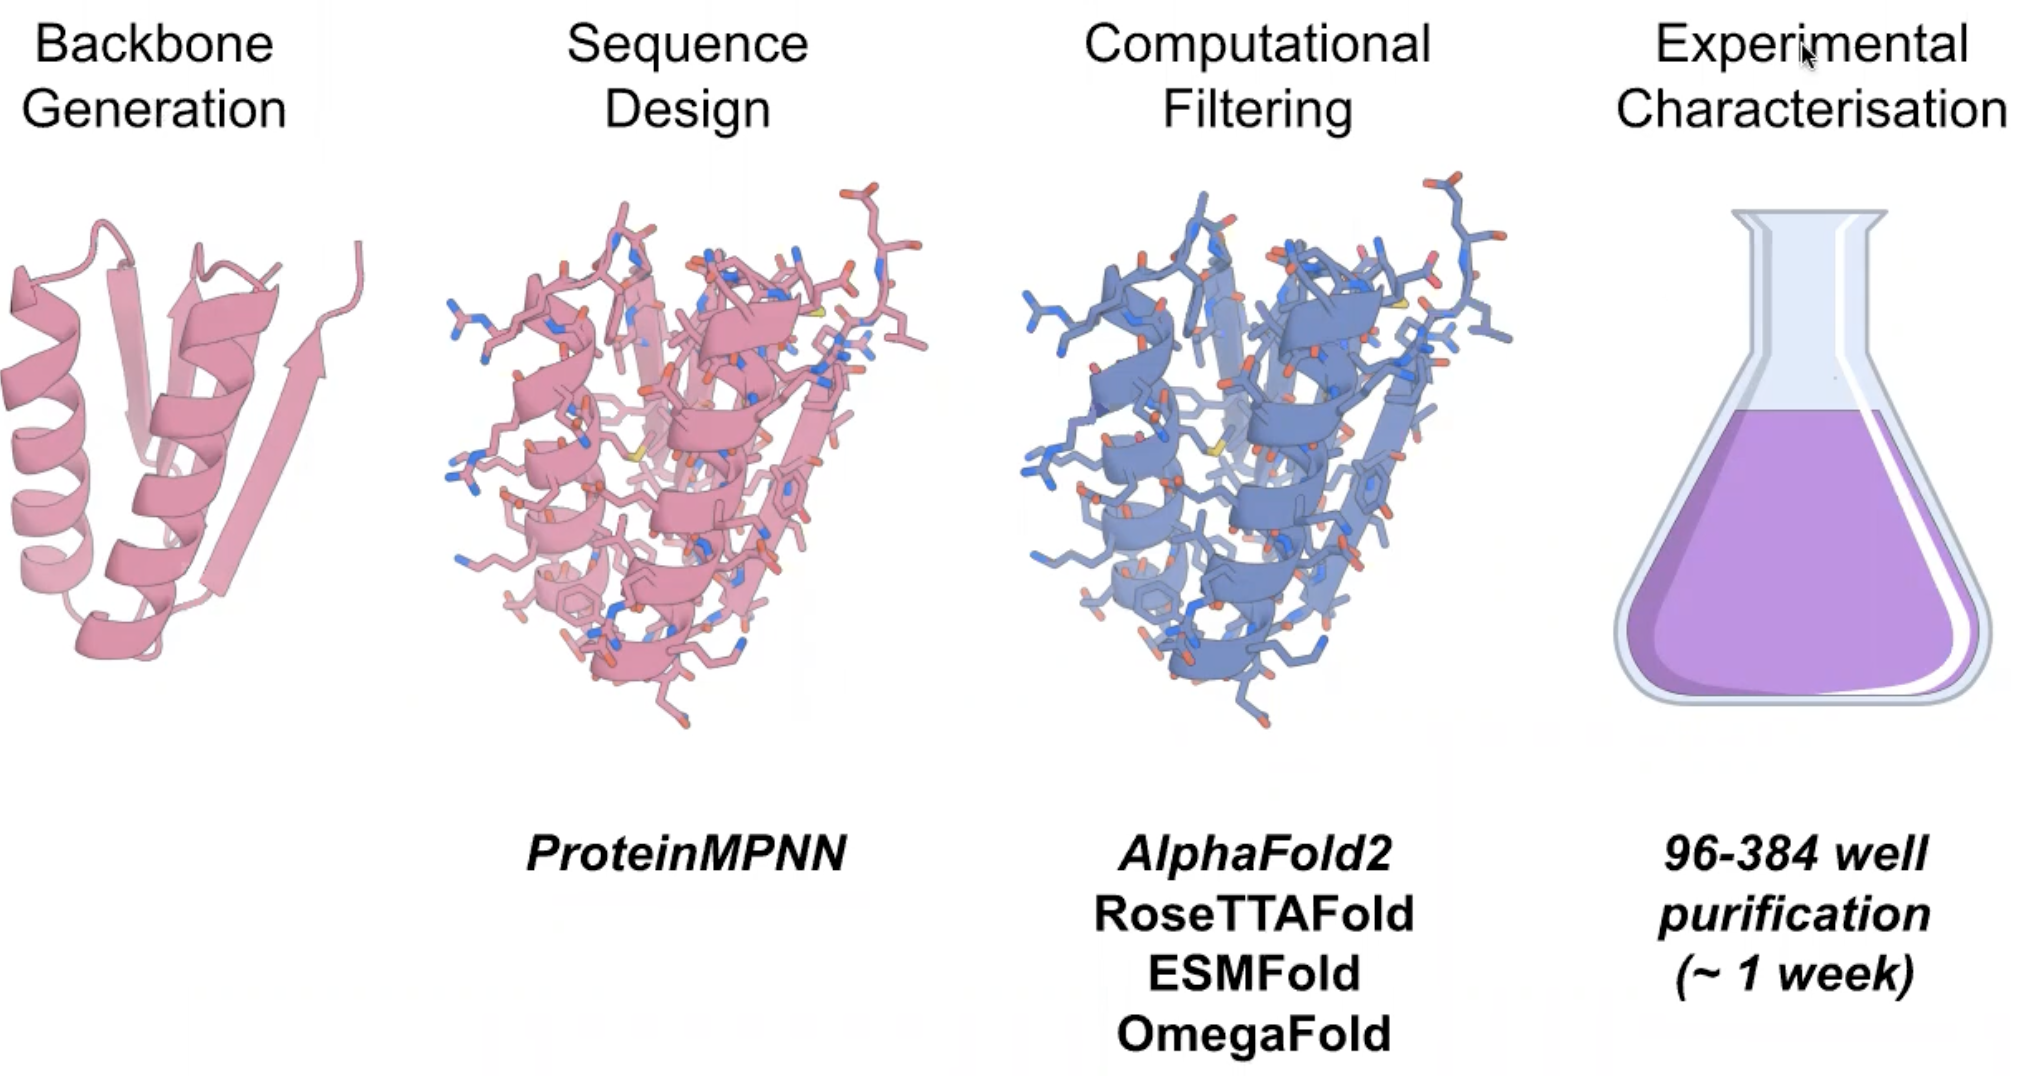 Backbone
Generation
Sequence
Design
Computational
Filtering
Experimental
Characterisation
ProteinMPNN
AlphaFold2
RoseTTAFold
ESMFold
OmegaFold
96-384 well
purification
(~ 1 week)